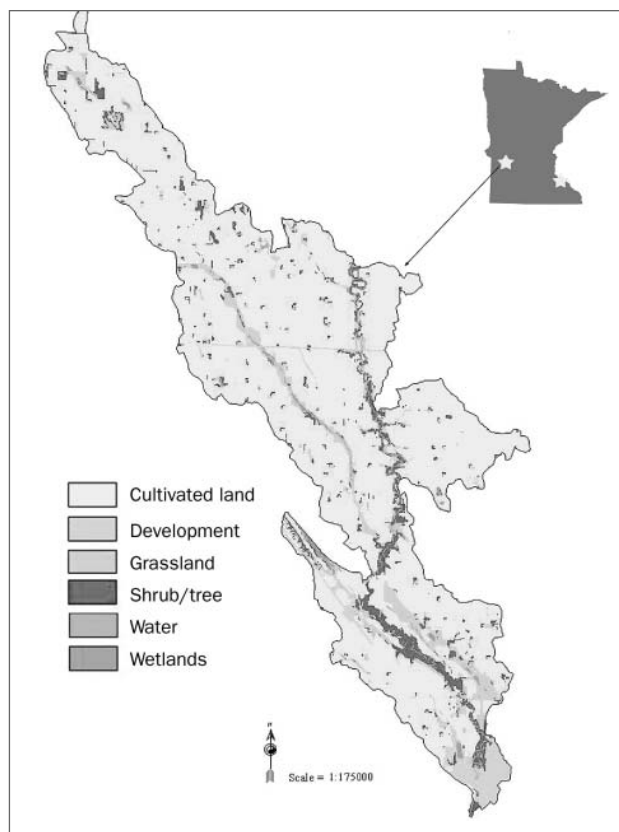 Cultivated land
Development
Grassland
Shrub/tree
Water
Wetlands
Scale = 1:175000